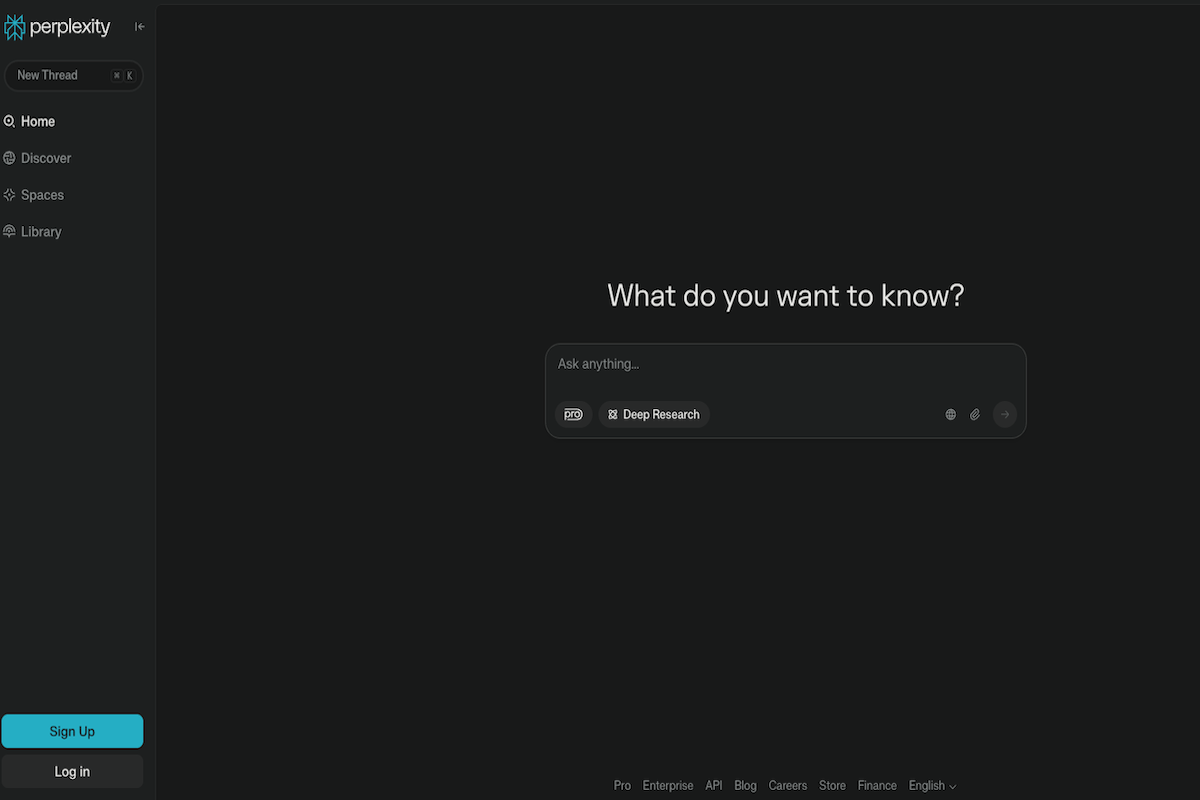 perplexity
New Thread ⌘ K
Home
Discover
Spaces
Library
What do you want to know?
Ask anything...
pro Deep Research
Sign Up
Log in
Pro Enterprise API Blog Careers Store Finance English